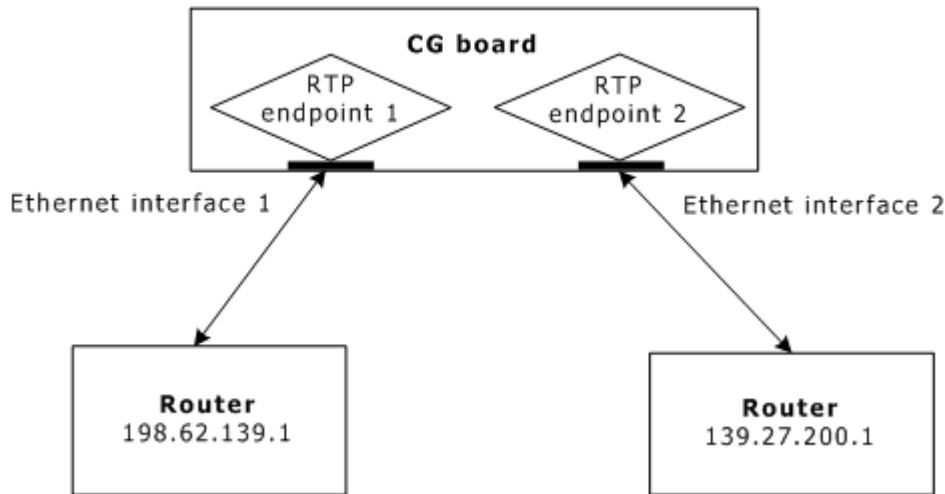 CG board
RTP
endpoint 1
RTP
endpoint 2
Ethernet interface 1
Ethernet interface 2
Router
198.62.139.1
Router
139.27.200.1